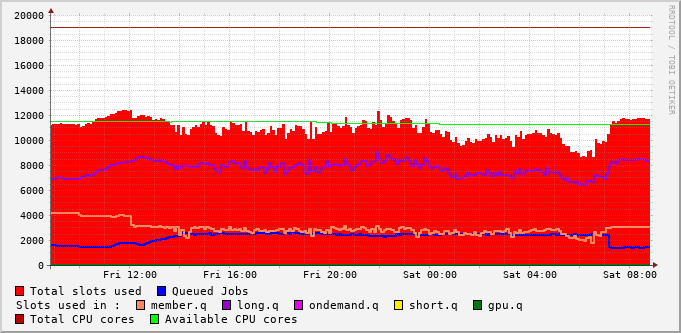 20000
18000
16000
14000
12000
10000
8000
6000
4000
2000
0
Fri 12:00 Fri 16:00 Fri 20:00 Sat 00:00 Sat 04:00 Sat 08:00
Total slots used Queued Jobs
Slots used in : member.q long.q ondemand.q short.q gpu.q
Total CPU cores Available CPU cores
RRDTOOL / TOBI OETIKER